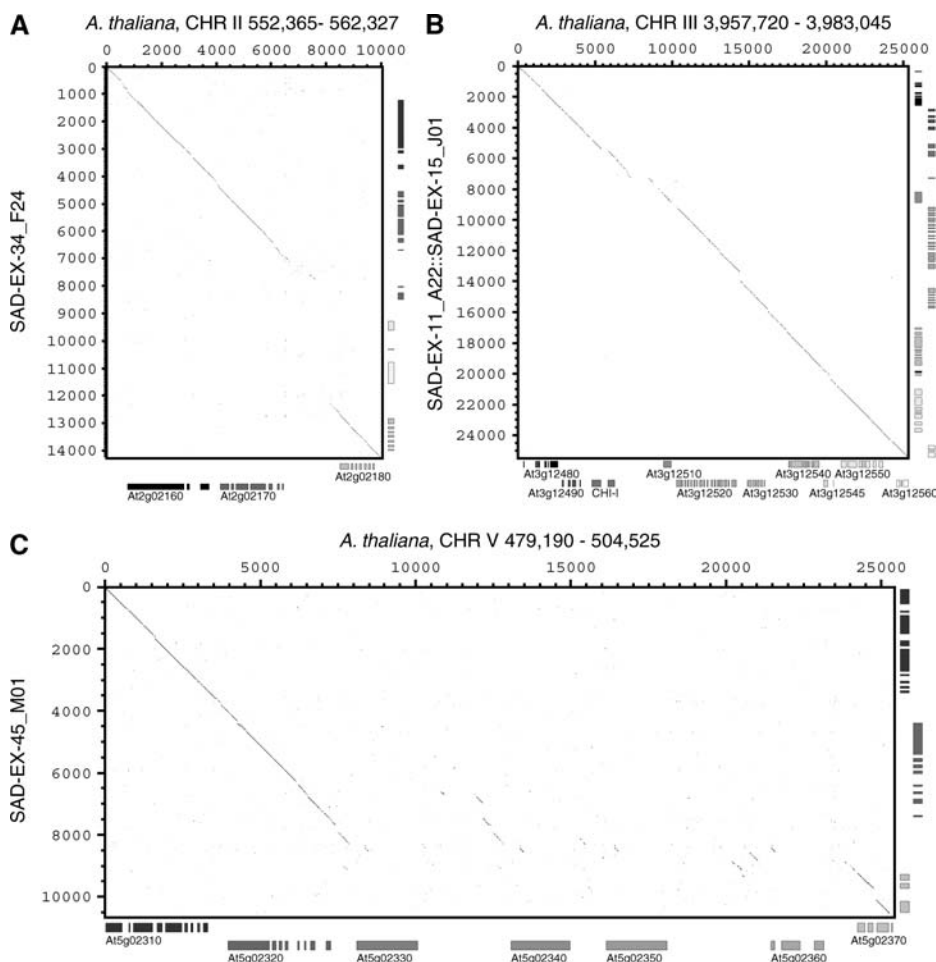 A
A. thaliana, CHR II 552,365- 562,327
0 2000 4000 6000 8000 10000
SAD-EX-34_F24
0
1000
2000
3000
4000
5000
6000
7000
8000
9000
10000
11000
12000
13000
14000
At2g02180
At2g02160 At2g02170
B
A. thaliana, CHR III 3,957,720 - 3,983,045
0 5000 10000 15000 20000 25000
SAD-EX-11_A22::SAD-EX-15_J01
0
2000
4000
6000
8000
10000
12000
14000
16000
18000
20000
22000
24000
At3g12480 At3g12510 At3g12540 At3g12550
At3g12490 CHI-I At3g12520 At3g12530 At3g12545 At3g12560
C
A. thaliana, CHR V 479,190 - 504,525
0 5000 10000 15000 20000 25000
SAD-EX-45_M01
0
2000
4000
6000
8000
10000
At5g02310 At5g02370
At5g02320 At5g02330 At5g02340 At5g02350 At5g02360